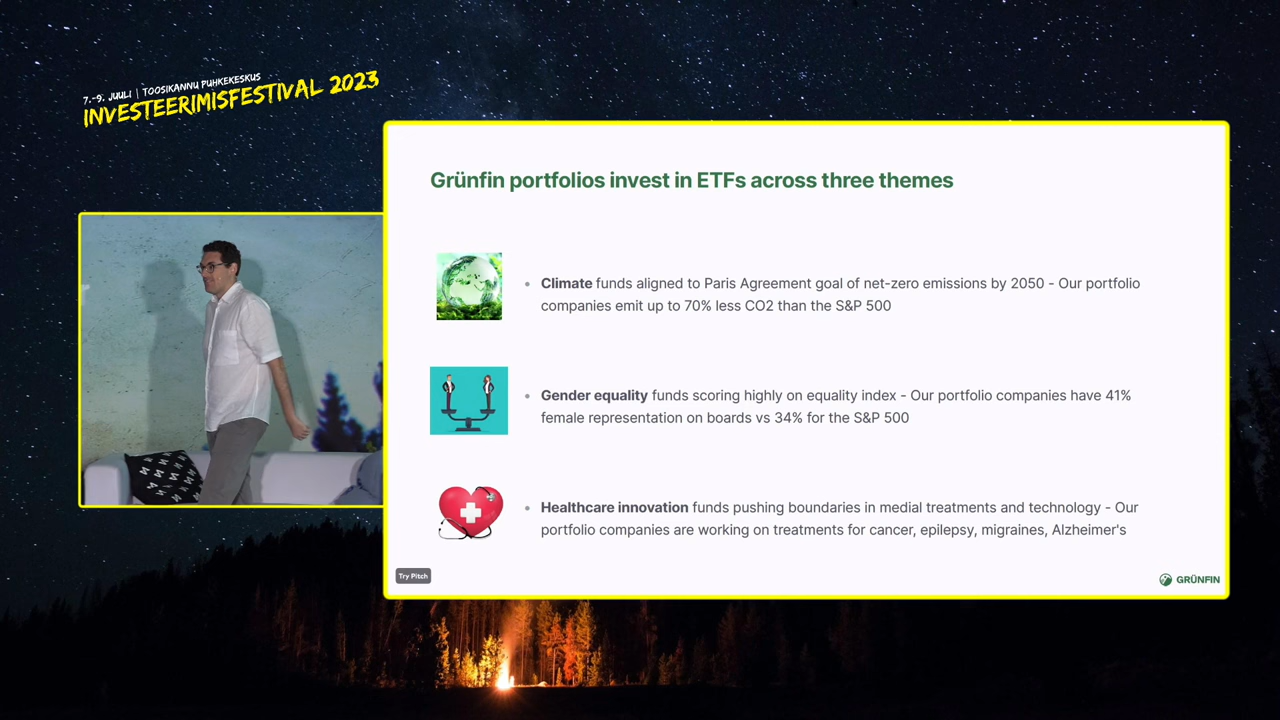 7.-9. JUULI | TOOSIKANNU PUHKEKESKUS
INVESTEERIMISFESTIVAL 2023
Grünfin portfolios invest in ETFs across three themes
• Climate funds aligned to Paris Agreement goal of net-zero emissions by 2050 - Our portfolio
companies emit up to 70% less CO2 than the S&P 500
• Gender equality funds scoring highly on equality index - Our portfolio companies have 41%
female representation on boards vs 34% for the S&P 500
• Healthcare innovation funds pushing boundaries in medial treatments and technology - Our
portfolio companies are working on treatments for cancer, epilepsy, migraines, Alzheimer's
Try Pitch
GRÜNFIN